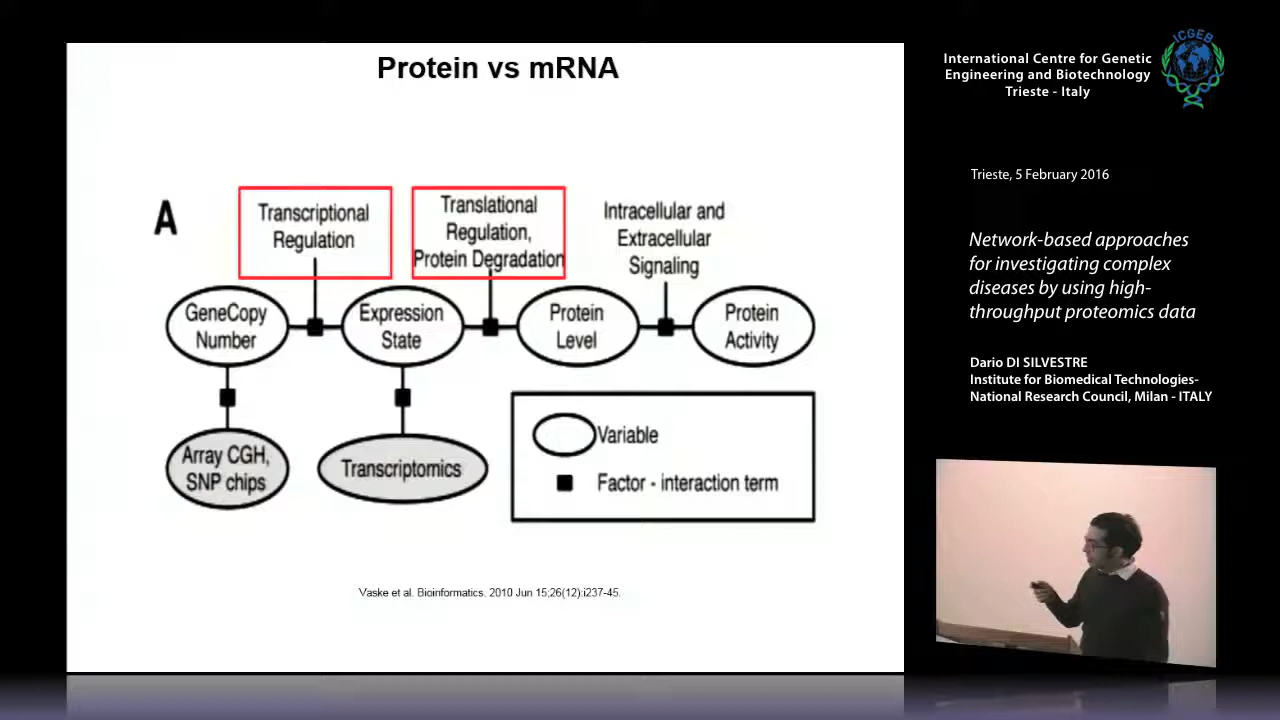 Protein vs mRNA
A
Transcriptional
Regulation
Translational
Regulation,
Protein Degradation
Intracellular and
Extracellular
Signaling
GeneCopy
Number
Expression
State
Protein
Level
Protein
Activity
Array CGH,
SNP chips
Transcriptomics
Variable
Factor - interaction term
Vaske et al. Bioinformatics. 2010 Jun 15;26(12):i237-45.
International Centre for Genetic
Engineering and Biotechnology
Trieste - Italy
ICGEB
Trieste, 5 February 2016
Network-based approaches
for investigating complex
diseases by using high-
throughput proteomics data
Dario DI SILVESTRE
Institute for Biomedical Technologies-
National Research Council, Milan - ITALY